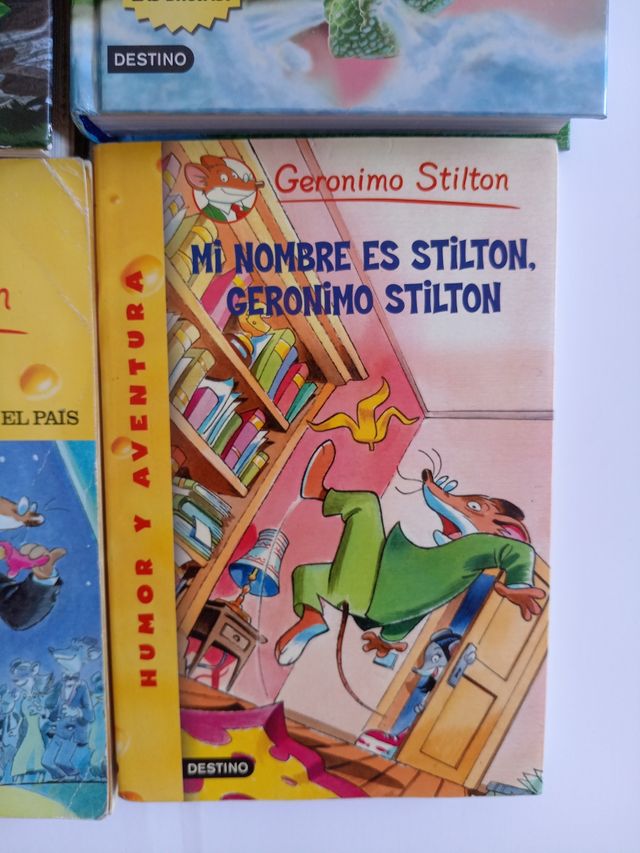 DESTINO
Geronimo Stilton
Mi NOMBRE ES STiLTON,
GERONiMO STiLTON
HUMOR Y AVENTURA
DESTINO
EL PAÍS